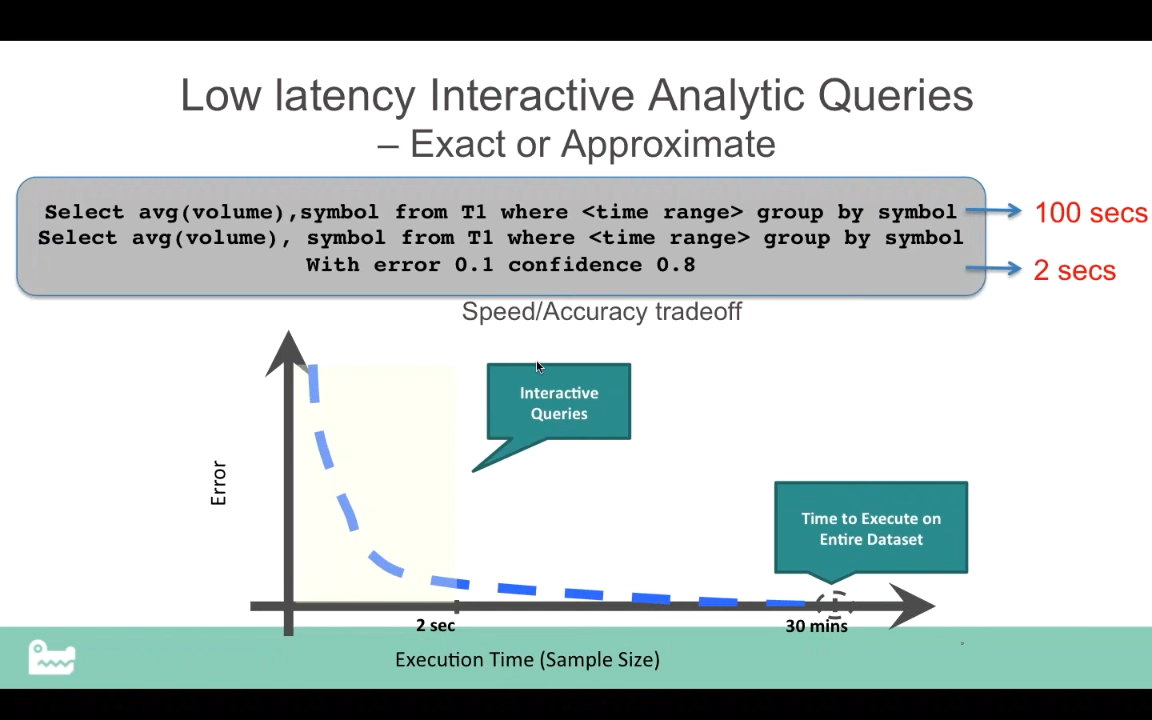 Low latency Interactive Analytic Queries
– Exact or Approximate
Select avg(volume),symbol from T1 where <time range> group by symbol
100 secs
Select avg(volume), symbol from T1 where <time range> group by symbol
With error 0.1 confidence 0.8
2 secs
Speed/Accuracy tradeoff
Interactive
Queries
Error
Time to Execute on
Entire Dataset
2 sec
30 mins
Execution Time (Sample Size)